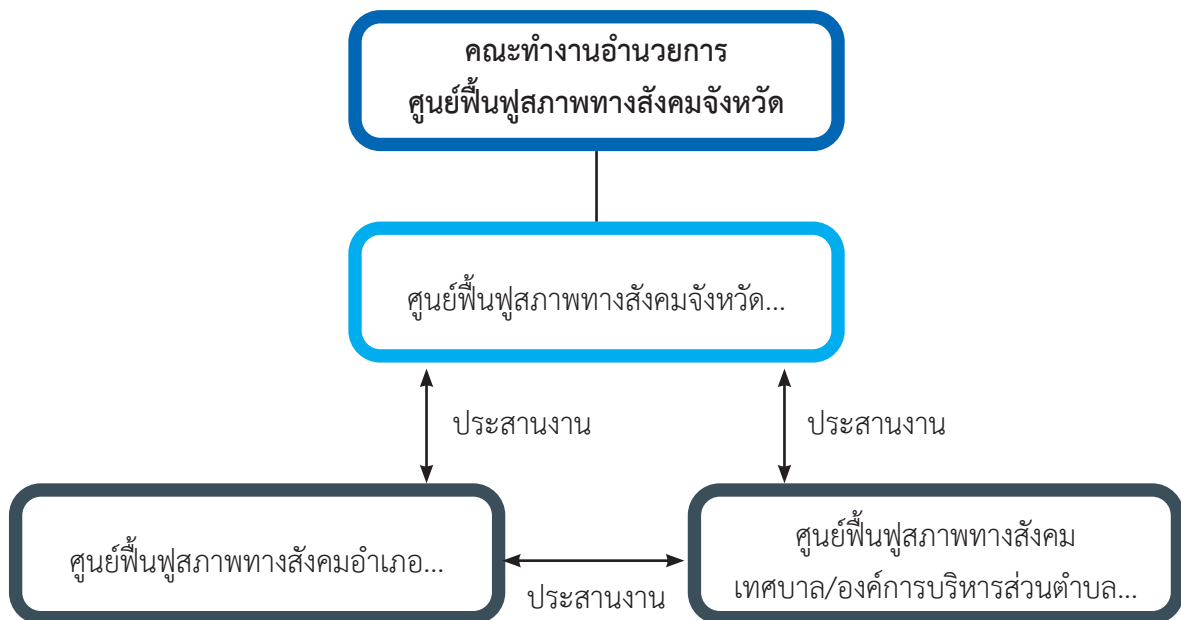 คณะทำงานอำนวยการ
ศูนย์ฟื้นฟูสภาพทางสังคมจังหวัด
ศูนย์ฟื้นฟูสภาพทางสังคมจังหวัด...
ประสานงาน
ประสานงาน
ศูนย์ฟื้นฟูสภาพทางสังคมอำเภอ...
ประสานงาน
ศูนย์ฟื้นฟูสภาพทางสังคม
เทศบาล/องค์การบริหารส่วนตำบล...